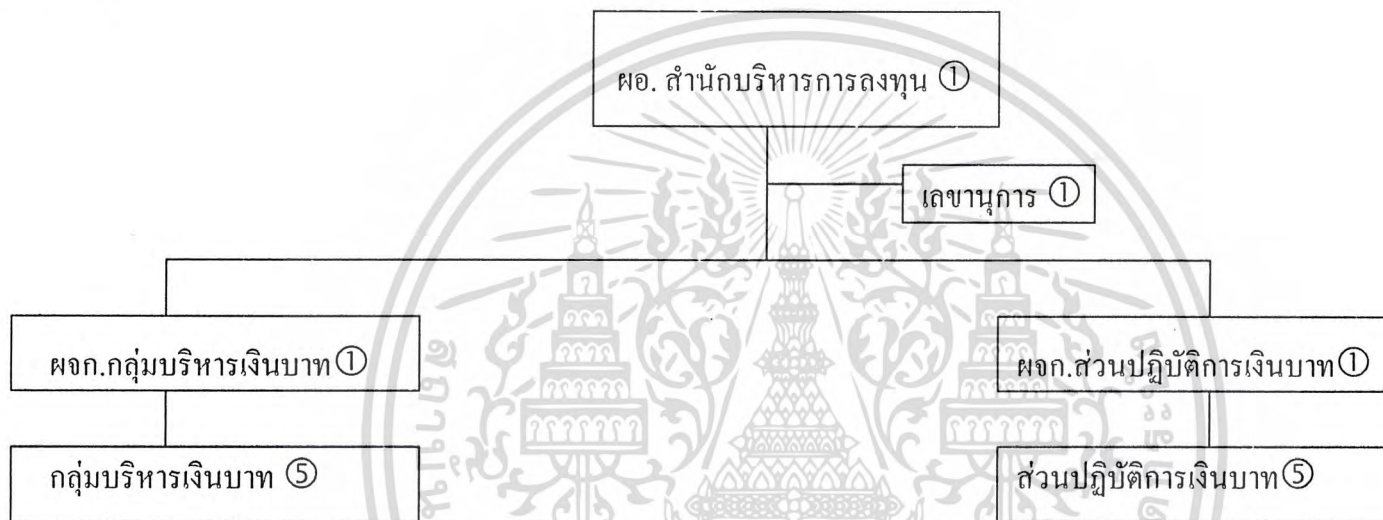 ผอ. สำนักบริหารการลงทุน ①
เลขานุการ ①
ผจก.กลุ่มบริหารเงินบาท ①
ผจก.ส่วนปฏิบัติการเงินบาท ①
กลุ่มบริหารเงินบาท ⑤
ส่วนปฏิบัติการเงินบาท ⑤